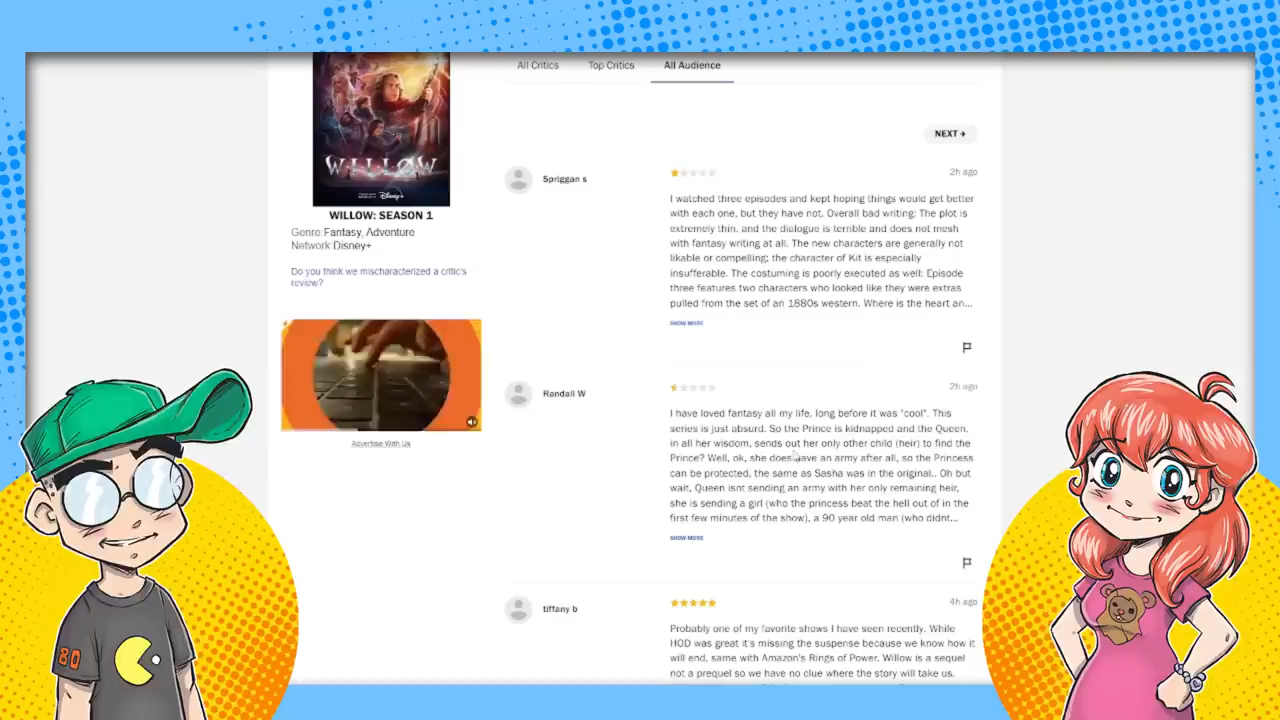 All Critics Top Critics All Audience
NEXT →
WILLOW
Disney+
WILLOW: SEASON 1
Genre:Fantasy, Adventure
Network:Disney+
Do you think we mischaracterized a critic's
review?
Advertise With Us
Spriggan s
2h ago
I watched three episodes and kept hoping things would get better
with each one, but they have not. Overall bad writing: The plot is
extremely thin, and the dialogue is terrible and does not mesh
with fantasy writing at all. The new characters are generally not
likable or compelling; the character of Kit is especially
insufferable. The costuming is poorly executed as well: Episode
three features two characters who looked like they were extras
pulled from the set of an 1880s western. Where is the heart an...
SHOW MORE
Randall W
2h ago
I have loved fantasy all my life, long before it was "cool". This
series is just absurd. So the Prince is kidnapped and the Queen,
in all her wisdom, sends out her only other child (heir) to find the
Prince? Well, ok, she does have an army after all, so the Princess
can be protected, the same as Sasha was in the original.. Oh but
wait, Queen isnt sending an army with her only remaining heir,
she is sending a girl (who the princess beat the hell out of in the
first few minutes of the show), a 90 year old man (who didnt...
SHOW MORE
tiffany b
4h ago
Probably one of my favorite shows I have seen recently. While
HOD was great it's missing the suspense because we know how it
will end, same with Amazon's Rings of Power. Willow is a sequel
not a prequel so we have no clue where the story will take us.
80